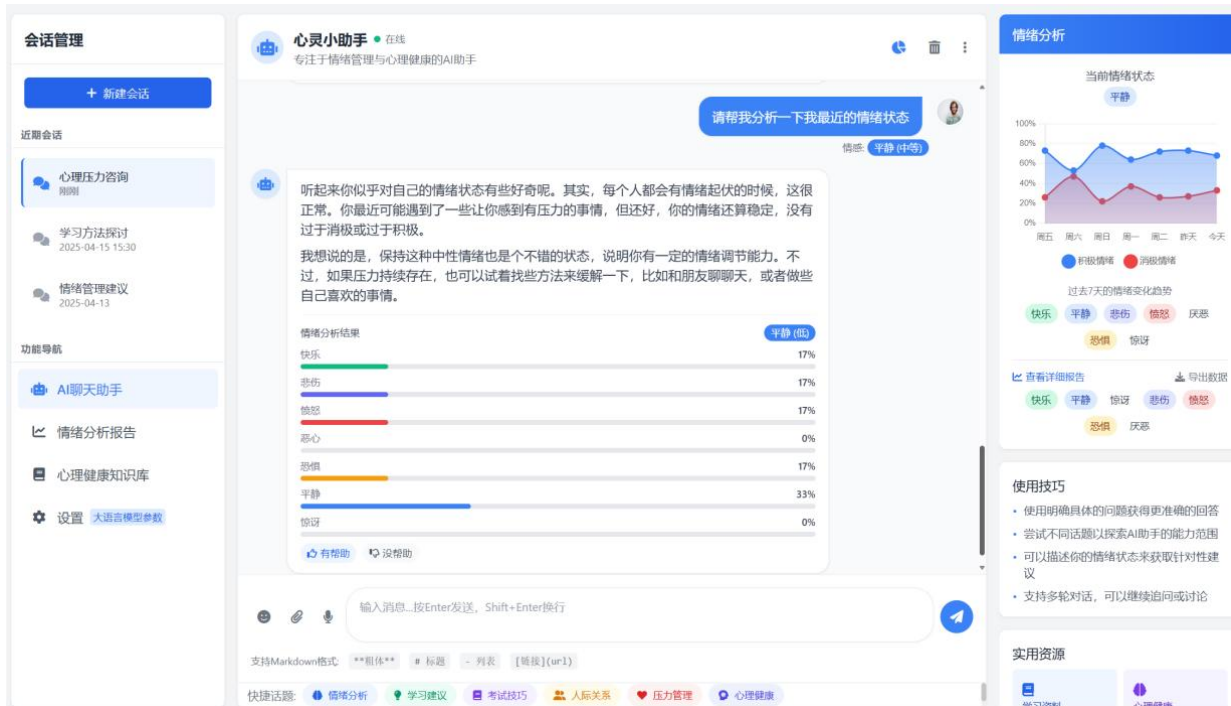 会话管理
+ 新建会话
近期会话
心理压力咨询
刚刚
学习方法探讨
2025-04-15 15:30
情绪管理建议
2025-04-13
功能导航
AI聊天助手
情绪分析报告
心理健康知识库
设置 大语言模型参数
心灵小助手 在线
专注于情绪管理与心理健康的AI助手
请帮我分析一下我最近的情绪状态
情感: 平静 (中等)
听起来你似乎对自己的情绪状态有些好奇呢。其实，每个人都会有情绪起伏的时候，这很
正常。你最近可能遇到了一些让你感到有压力的事情，但还好，你的情绪还算稳定，没有
过于消极或过于积极。
我想说的是，保持这种中性情绪也是个不错的状态，说明你有一定的情绪调节能力。不
过，如果压力持续存在，也可以试着找些方法来缓解一下，比如和朋友聊聊天，或者做些
自己喜欢的事情。
情绪分析结果 平静 (低)
快乐 17%
悲伤 17%
愤怒 17%
恶心 0%
恐惧 17%
平静 33%
惊讶 0%
有帮助 没帮助
输入消息...按Enter发送，Shift+Enter换行
支持Markdown格式: **粗体** # 标题 - 列表 [链接](url)
快捷话题: 情绪分析 学习建议 考试技巧 人际关系 压力管理 心理健康
情绪分析
当前情绪状态
平静
100%
80%
60%
40%
20%
0%
周五 周六 周日 周一 周二 昨天 今天
积极情绪 消极情绪
过去7天的情绪变化趋势
快乐 平静 悲伤 愤怒 厌恶
恐惧 惊讶
查看详细报告 导出数据
快乐 平静 惊讶 悲伤 愤怒
恐惧 厌恶
使用技巧
• 使用明确具体的问题获得更准确的回答
• 尝试不同话题以探索AI助手的能力范围
• 可以描述你的情绪状态来获取针对性建
议
• 支持多轮对话，可以继续追问或讨论
实用资源
学习资料 心理健康